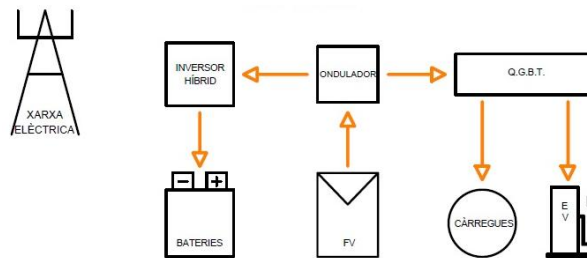 XARXA
ELÈCTRICA
INVERSOR
HÍBRID
ONDULADOR
Q.G.B.T.
BATERIES
FV
CÀRREGUES
E
V